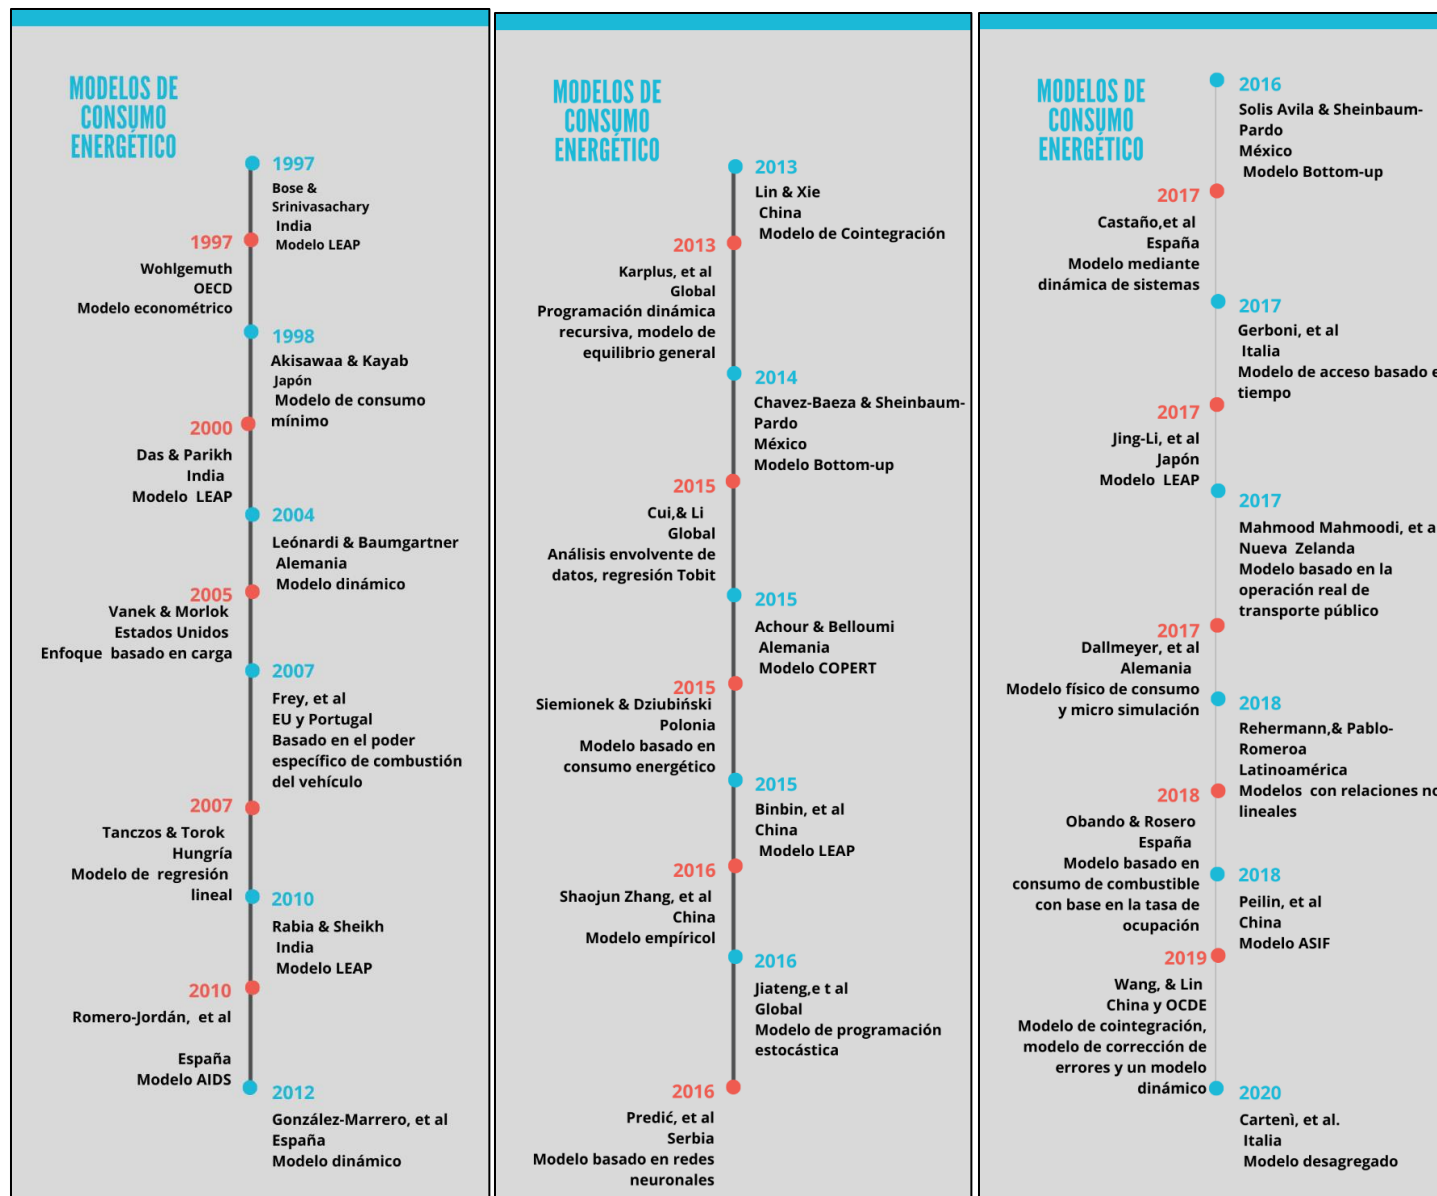 MODELOS DE
CONSUMO
ENERGÉTICO
1997
Bose &
Srinivasachary
India
Modelo LEAP
1997
Wohlgemuth
OECD
Modelo econométrico
1998
Akisawaa & Kayab
Japón
Modelo de consumo
mínimo
2000
Das & Parikh
India
Modelo LEAP
2004
Leónardi & Baumgartner
Alemania
Modelo dinámico
2005
Vanek & Morlok
Estados Unidos
Enfoque basado en carga
2007
Frey, et al
EU y Portugal
Basado en el poder
específico de combustión
del vehículo
2007
Tanczos & Torok
Hungría
Modelo de regresión
lineal
2010
Rabia & Sheikh
India
Modelo LEAP
2010
Romero-Jordán, et al
España
Modelo AIDS
2012
González-Marrero, et al
España
Modelo dinámico
MODELOS DE
CONSUMO
ENERGÉTICO
2013
Lin & Xie
China
Modelo de Cointegración
2013
Karplus, et al
Global
Programación dinámica
recursiva, modelo de
equilibrio general
2014
Chavez-Baeza & Sheinbaum-
Pardo
México
Modelo Bottom-up
2015
Cui,& Li
Global
Análisis envolvente de
datos, regresión Tobit
2015
Achour & Belloumi
Alemania
Modelo COPERT
2015
Siemionek & Dziubiński
Polonia
Modelo basado en
consumo energético
2015
Binbin, et al
China
Modelo LEAP
2016
Shaojun Zhang, et al
China
Modelo empíricol
2016
Jiateng,e t al
Global
Modelo de programación
estocástica
2016
Predić, et al
Serbia
Modelo basado en redes
neuronales
MODELOS DE
CONSUMO
ENERGÉTICO
2016
Solis Avila & Sheinbaum-
Pardo
México
Modelo Bottom-up
2017
Castaño,et al
España
Modelo mediante
dinámica de sistemas
2017
Gerboni, et al
Italia
Modelo de acceso basado
tiempo
2017
Jing-Li, et al
Japón
Modelo LEAP
2017
Mahmood Mahmoodi, et a
Nueva Zelanda
Modelo basado en la
operación real de
transporte público
2017
Dallmeyer, et al
Alemania
Modelo físico de consumo
y micro simulación
2018
Rehermann,& Pablo-
Romeroa
Latinoamérica
Modelos con relaciones no
lineales
2018
Obando & Rosero
España
Modelo basado en
consumo de combustible
con base en la tasa de
ocupación
2018
Peilin, et al
China
Modelo ASIF
2019
Wang, & Lin
China y OCDE
Modelo de cointegración,
modelo de corrección de
errores y un modelo
dinámico
2020
Cartenì, et al.
Italia
Modelo desagregado